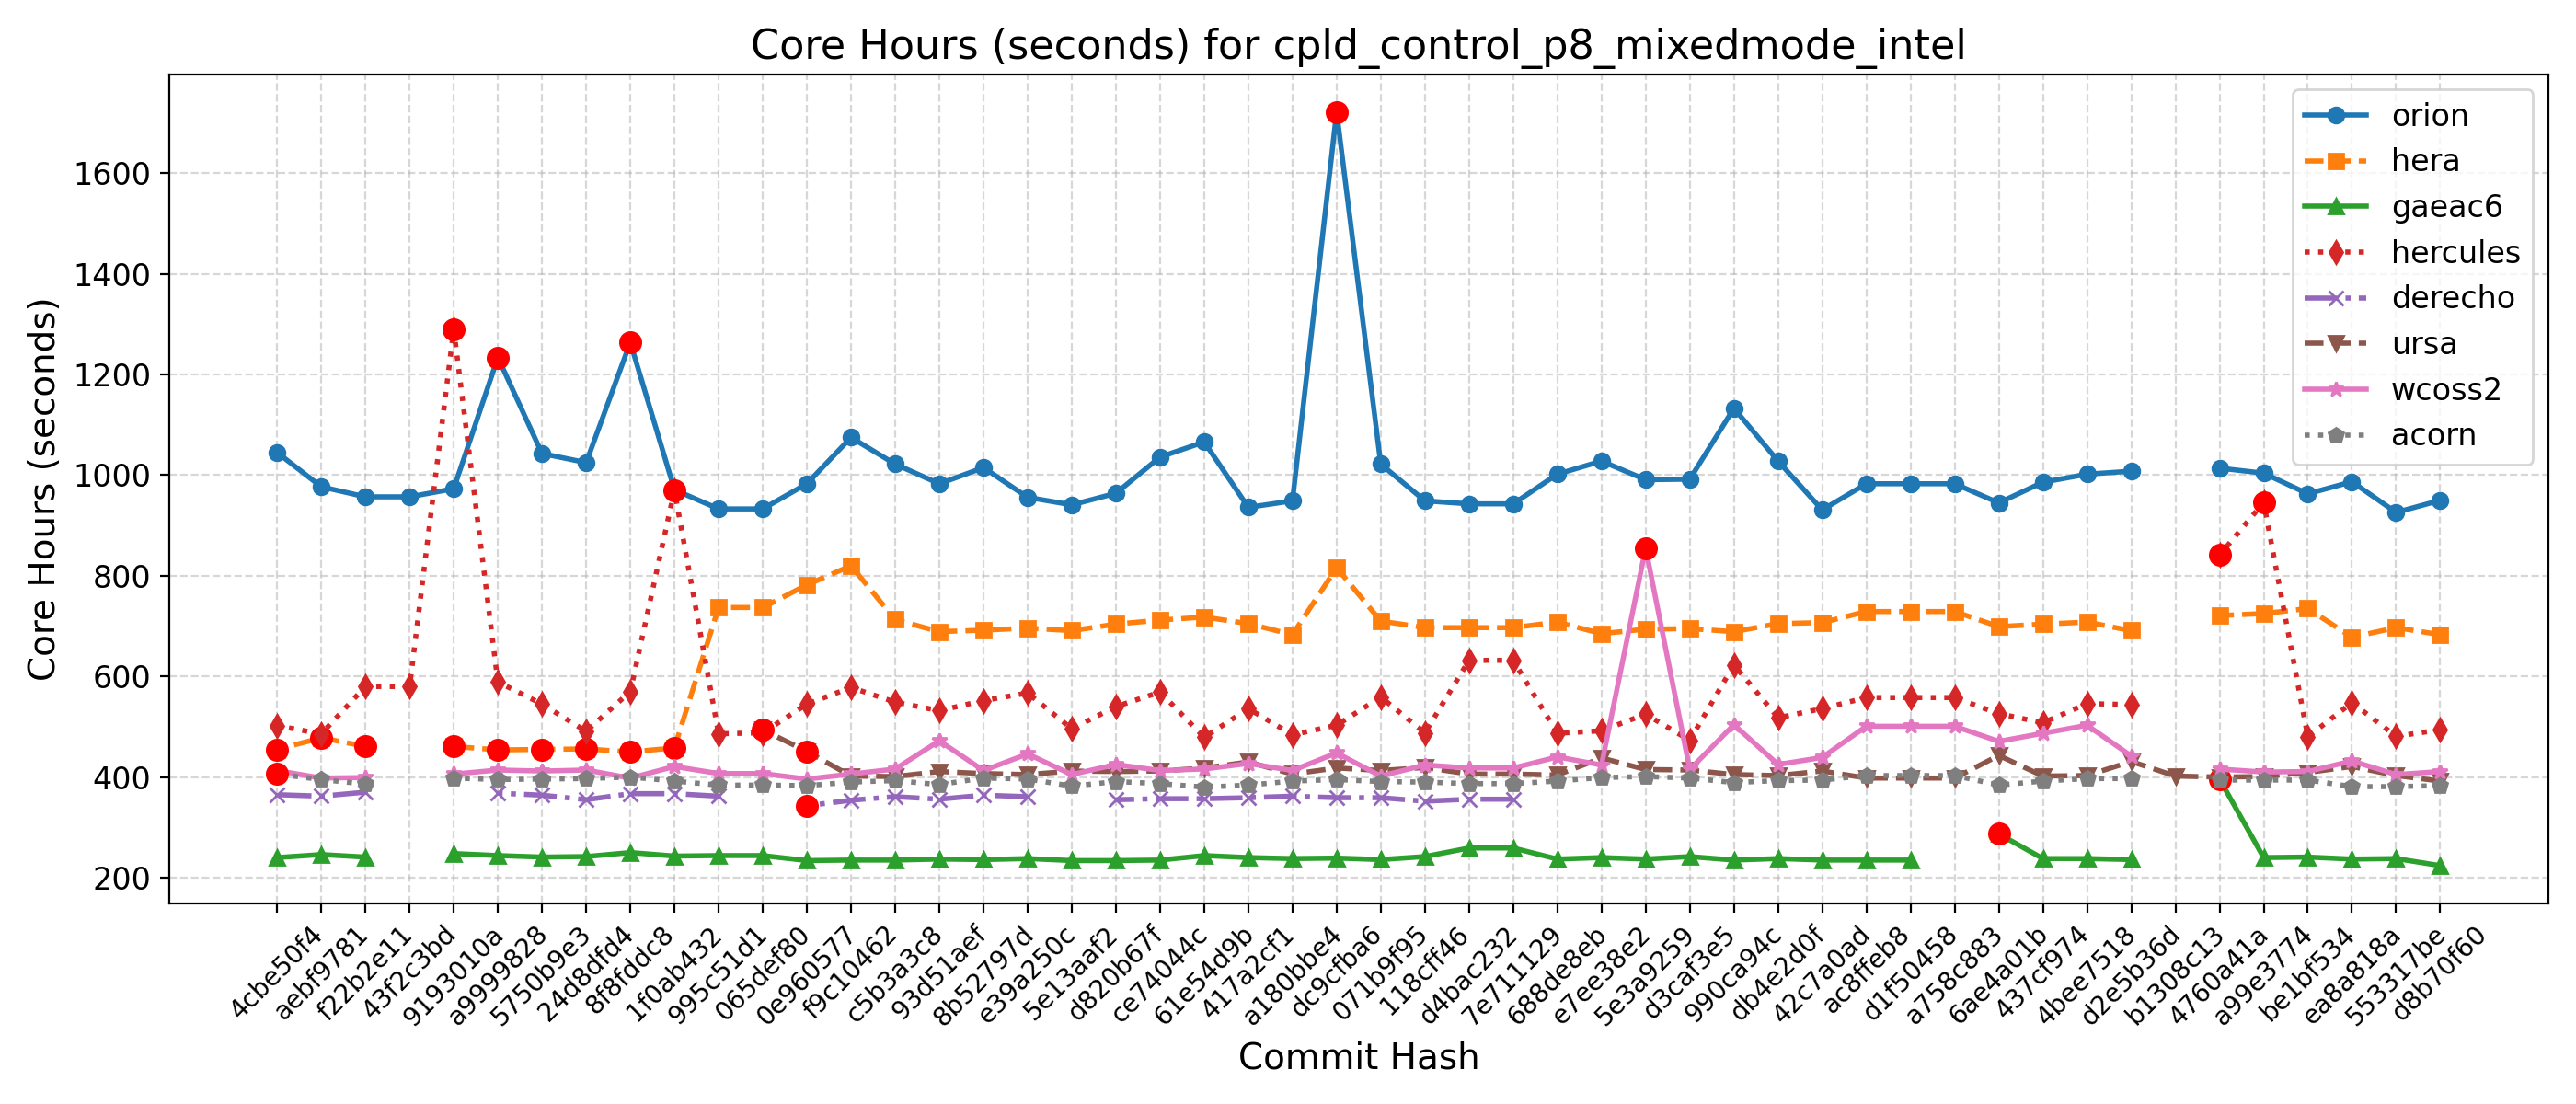 Core Hours (seconds) for cpld_control_p8_mixedmode_intel
Core Hours (seconds)
1600
1400
1200
1000
800
600
400
200
orion
hera
gaeac6
hercules
derecho
ursa
wcoss2
acorn
4cbe50f4
aebf9781
f22b2e11
43f2c3bd
9193010a
a9999828
5750b9e3
24d8dfd4
8f8fddc8
1f0ab432
995c51d1
065def80
0e960577
f9c10462
c5b3a3c8
93d51aef
8b52797d
e39a250c
5e13aaf2
d820b67f
ce74044c
61e54d9b
417a2cf1
a180bbe4
dc9cfba6
071b9f95
118cff46
d4bac232
7e711129
688de8eb
e7ee38e2
5e3a9259
d3caf3e5
990ca94c
db4e2d0f
42c7a0ad
ac8ffeb8
d1f50458
a758c883
6ae4a01b
437cf974
4bee7518
d2e5b36d
b1308c13
4760a41a
a99e3774
be1bf534
ea8a818a
553317be
d8b70f60
Commit Hash